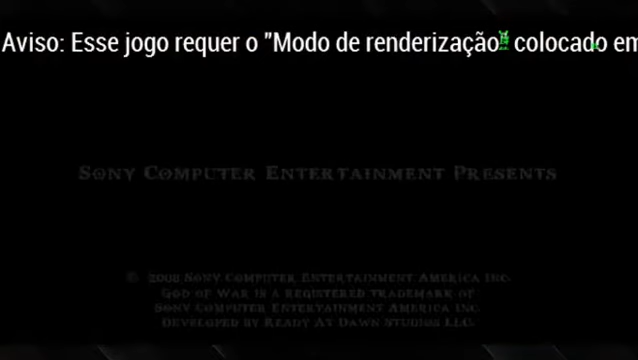 Aviso: Esse jogo requer o "Modo de renderização" colocado em
Sony Computer Entertainment Presents
© 2008 Sony Computer Entertainment America Inc.
God of War is a registered trademark of
Sony Computer Entertainment America Inc.
Developed by Ready At Dawn Studios LLC.